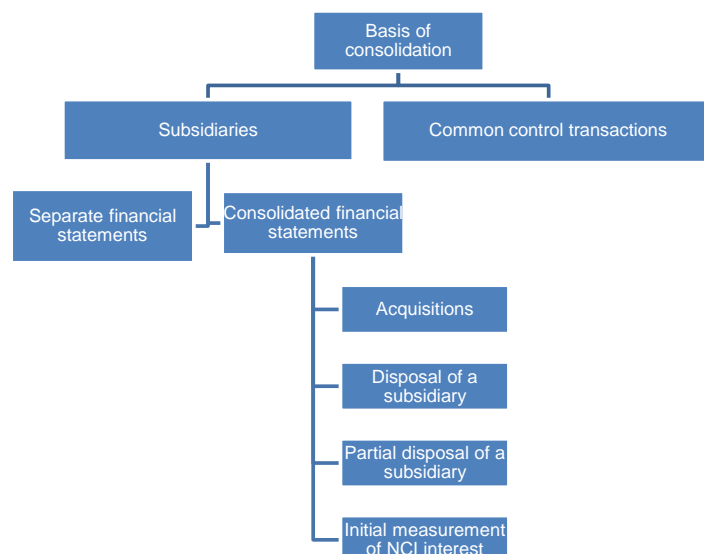 Basis of
consolidation
Subsidiaries
Common control transactions
Separate financial
statements
Consolidated financial
statements
Acquisitions
Disposal of a
subsidiary
Partial disposal of a
subsidiary
Initial measurement
of NCI interest